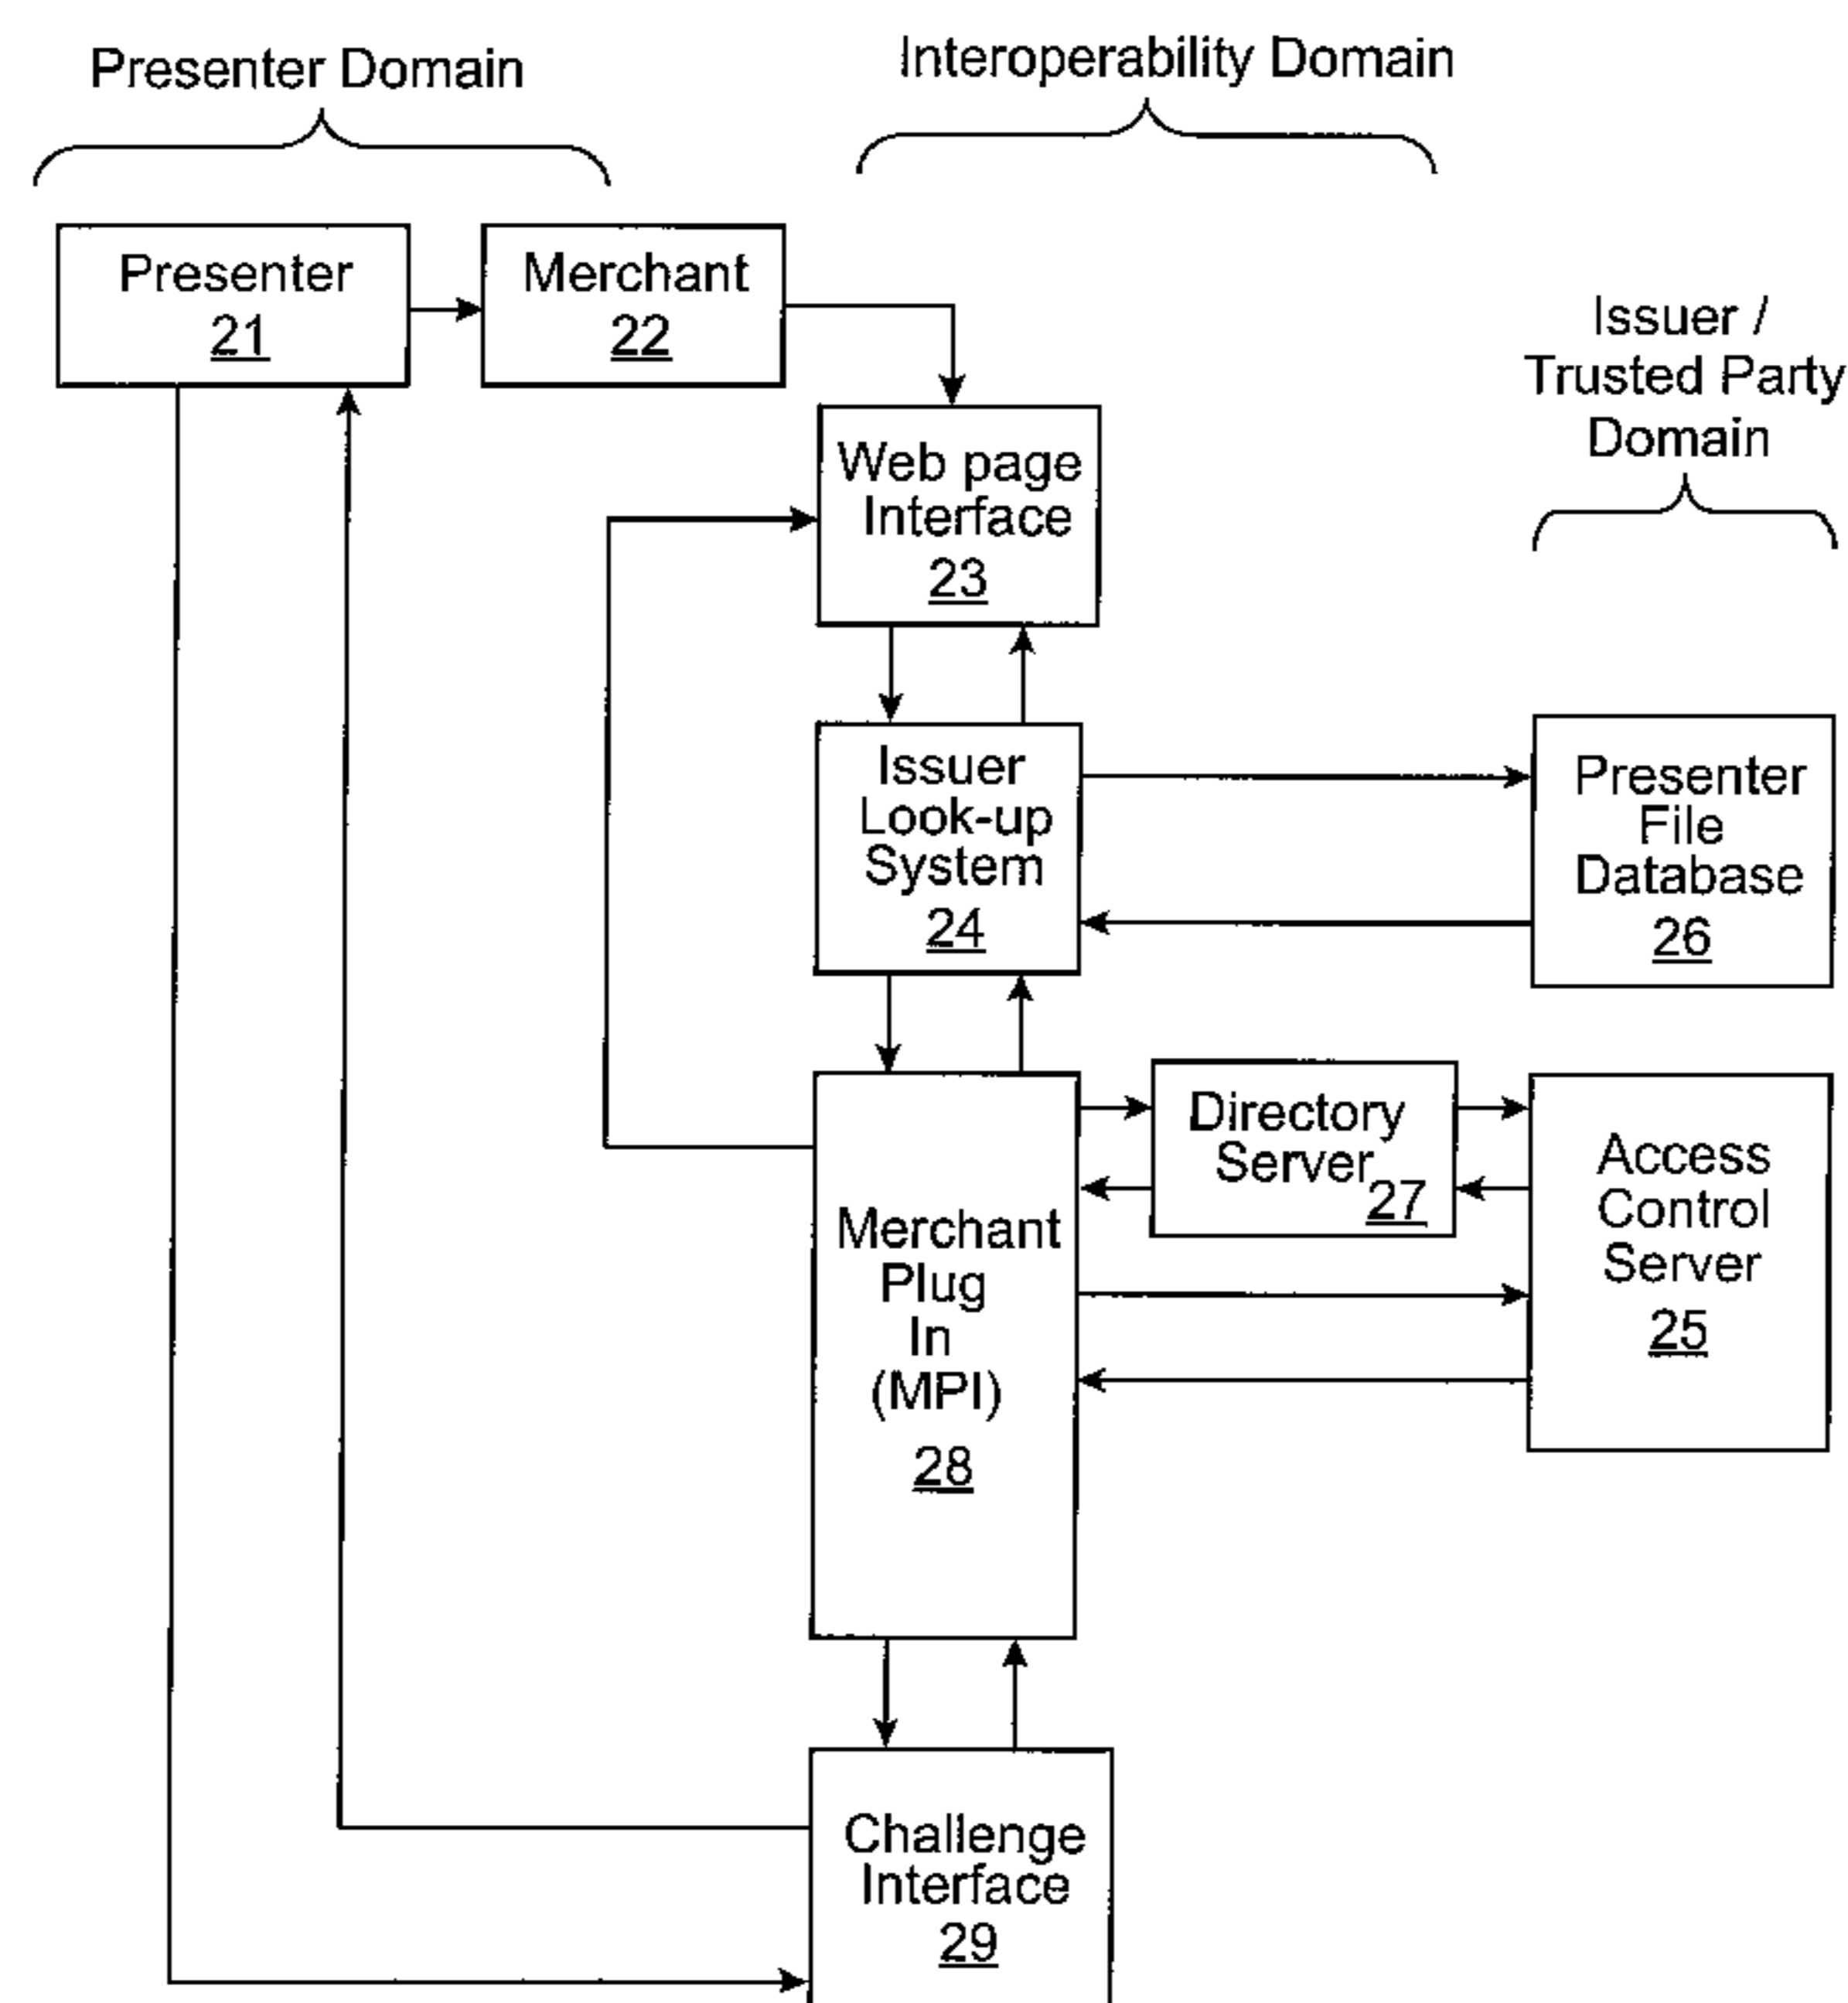 Presenter Domain
Interoperability Domain
Presenter
21
Merchant
22
Issuer /
Trusted Party
Domain
Web page
Interface
23
Issuer
Look-up
System
24
Presenter
File
Database
26
Directory
Server
27
Access
Control
Server
25
Merchant
Plug
In
(MPI)
28
Challenge
Interface
29